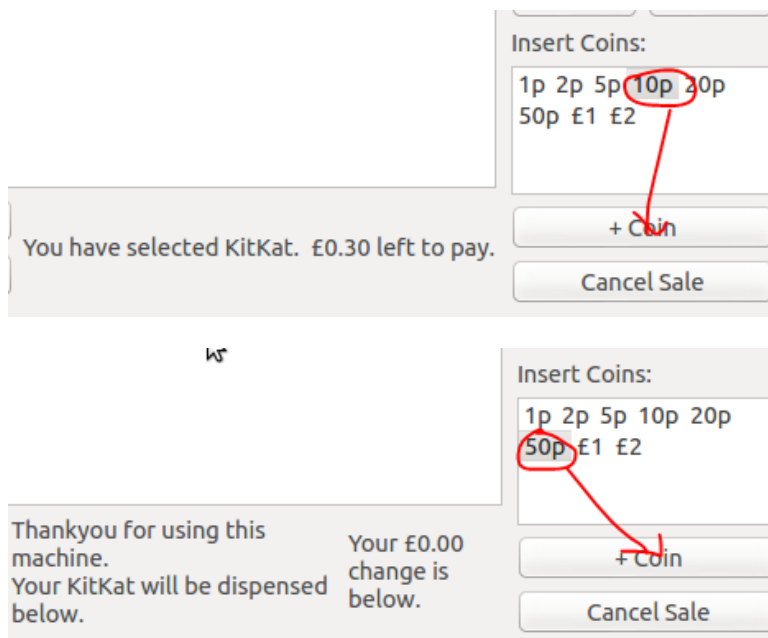 Insert Coins:
1p 2p 5p 10p 20p
50p £1 £2
+ Coin
You have selected KitKat. £0.30 left to pay.
Cancel Sale
Insert Coins:
1p 2p 5p 10p 20p
50p £1 £2
Thankyou for using this
machine.
Your KitKat will be dispensed
below.
Your £0.00
change is
below.
+ Coin
Cancel Sale